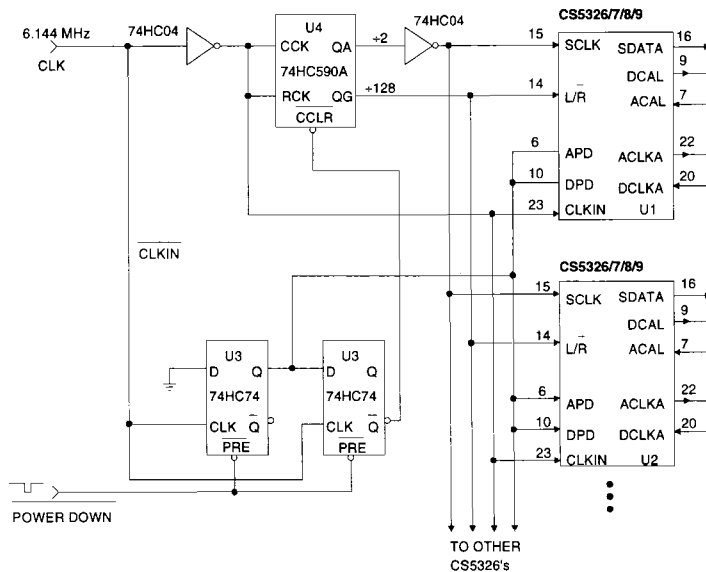 CS5326/7/8/9
6.144 MHz
CLK
74HC04
U4
CCK QA
74HC590A
RCK QG
CCLR
÷2
÷128
74HC04
15 SCLK SDATA 16
DCAL 9
14 L/R ACAL 7
6 APD ACLKA 22
10 DPD DCLKA 20
23 CLKIN U1
CLKIN
CS5326/7/8/9
15 SCLK SDATA 16
DCAL 9
14 L/R ACAL 7
6 APD ACLKA 22
10 DPD DCLKA 20
23 CLKIN U2
U3
D Q
74HC74
CLK Q
PRE
U3
D Q
74HC74
CLK Q
PRE
POWER DOWN
TO OTHER
CS5326's